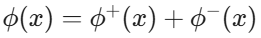 ϕ(x) = ϕ⁺(x) + ϕ⁻(x)